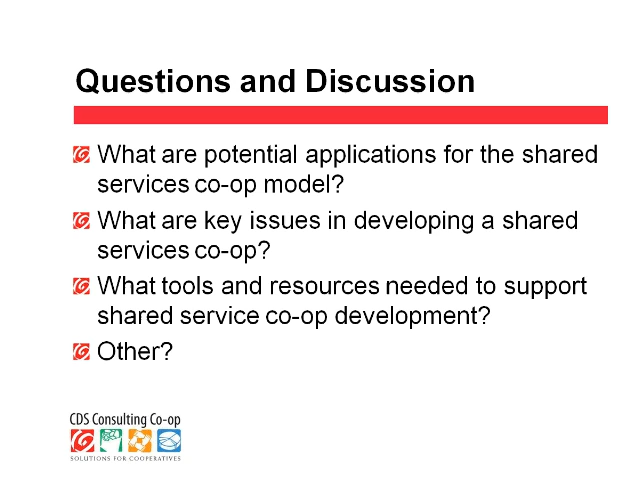 Questions and Discussion
What are potential applications for the shared
services co-op model?
What are key issues in developing a shared
services co-op?
What tools and resources needed to support
shared service co-op development?
Other?
CDS Consulting Co-op
SOLUTIONS FOR COOPERATIVES